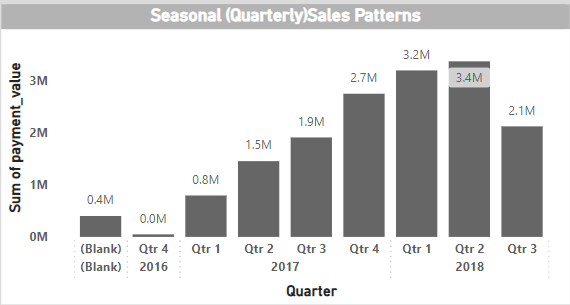 Seasonal (Quarterly)Sales Patterns
Sum of payment_value
3M
2M
1M
0M
0.4M
0.0M
0.8M
1.5M
1.9M
2.7M
3.2M
3.4M
2.1M
(Blank) Qtr 4 Qtr 1 Qtr 2 Qtr 3 Qtr 4 Qtr 1 Qtr 2 Qtr 3
(Blank) 2016 2017 2018
Quarter